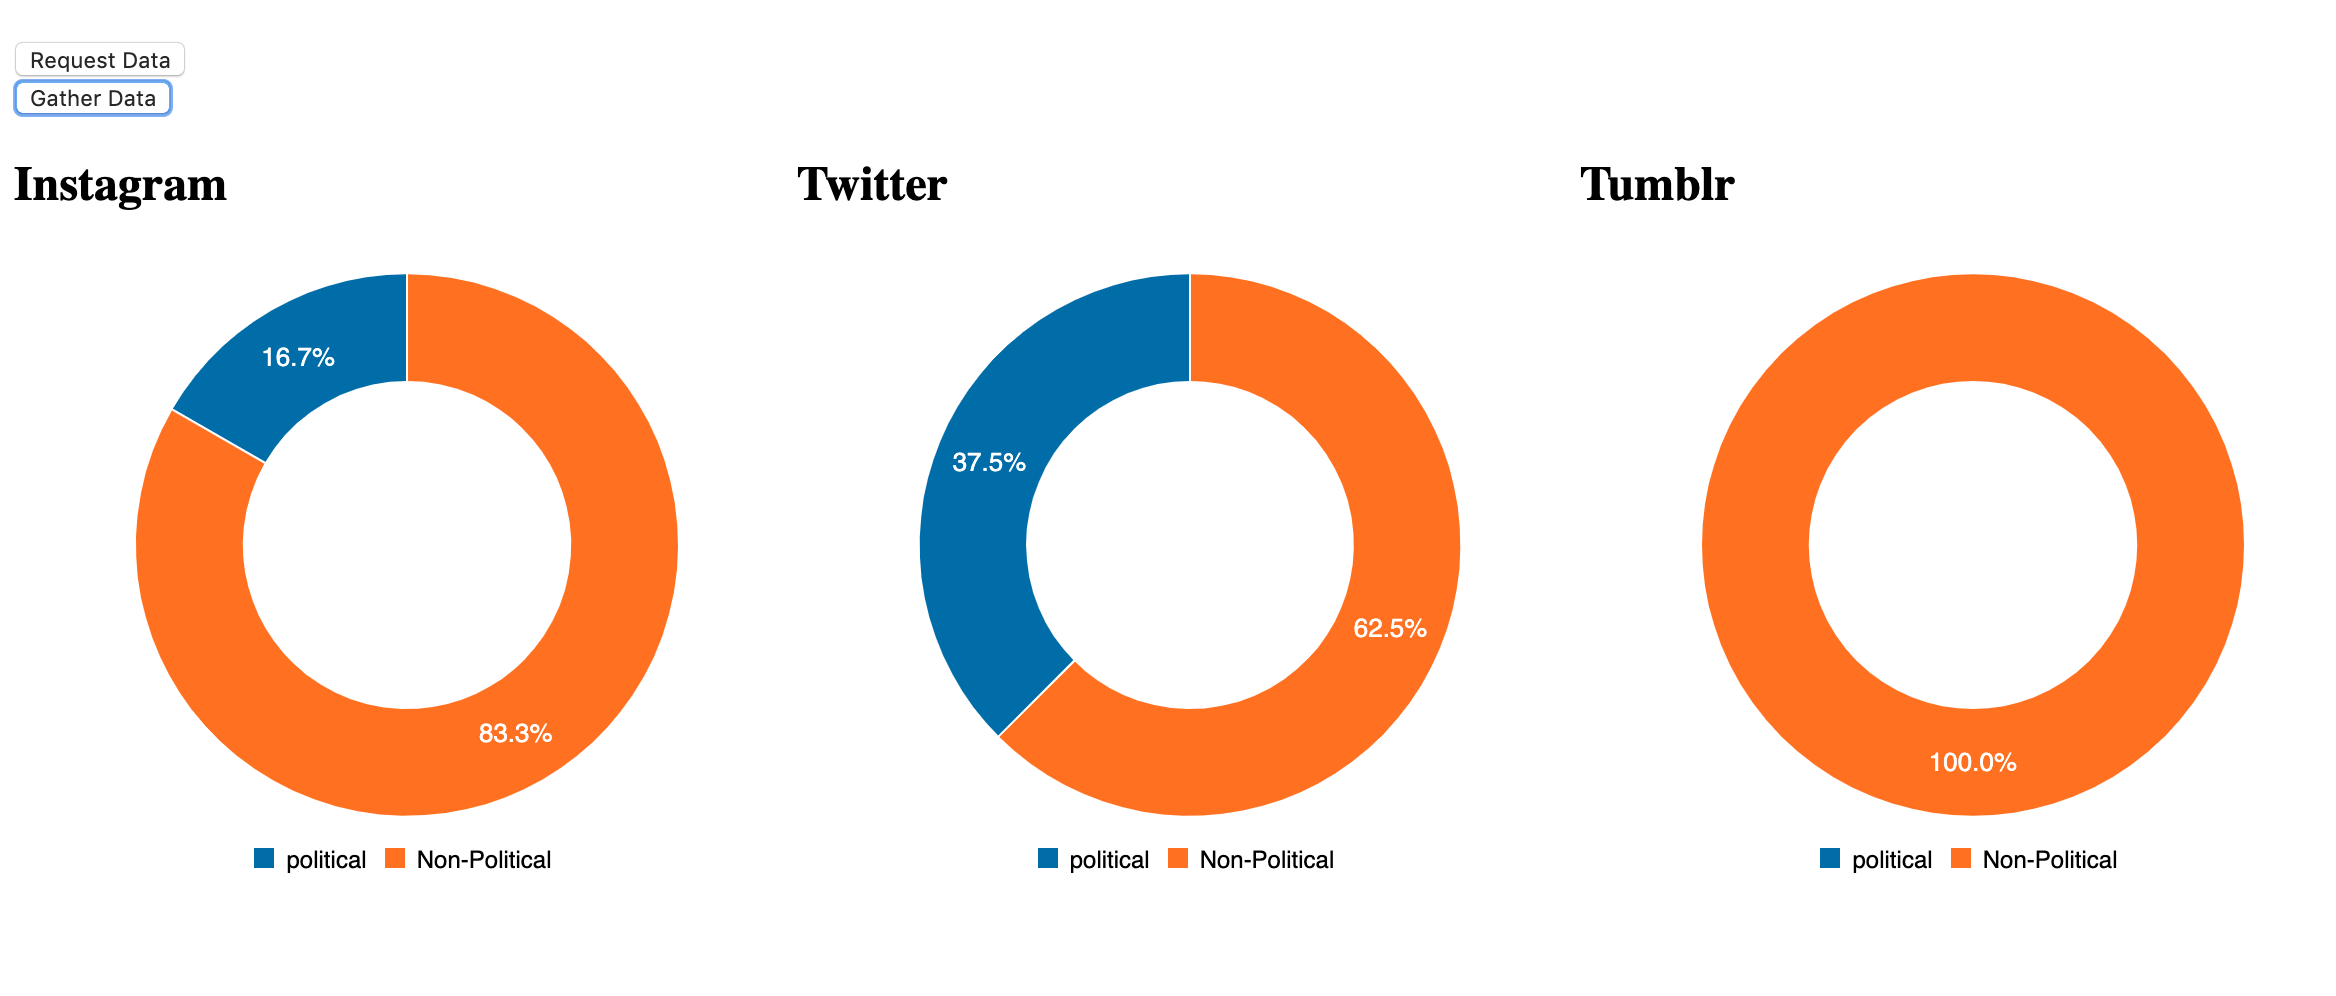 Request Data
Gather Data
Instagram
16.7%
83.3%
political Non-Political
Twitter
37.5%
62.5%
political Non-Political
Tumblr
100.0%
political Non-Political